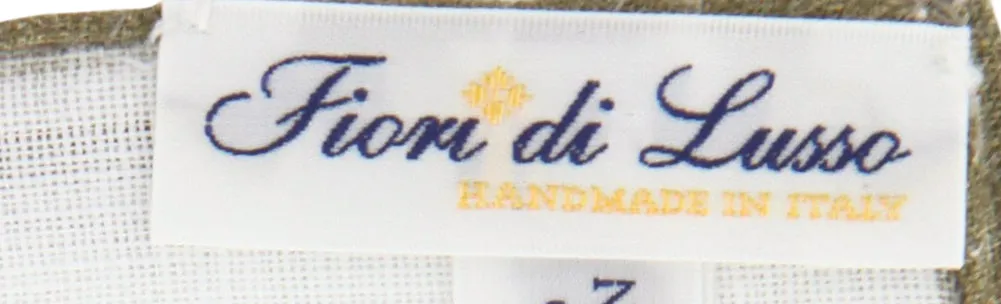 Fiori di Lusso
HANDMADE IN ITALY